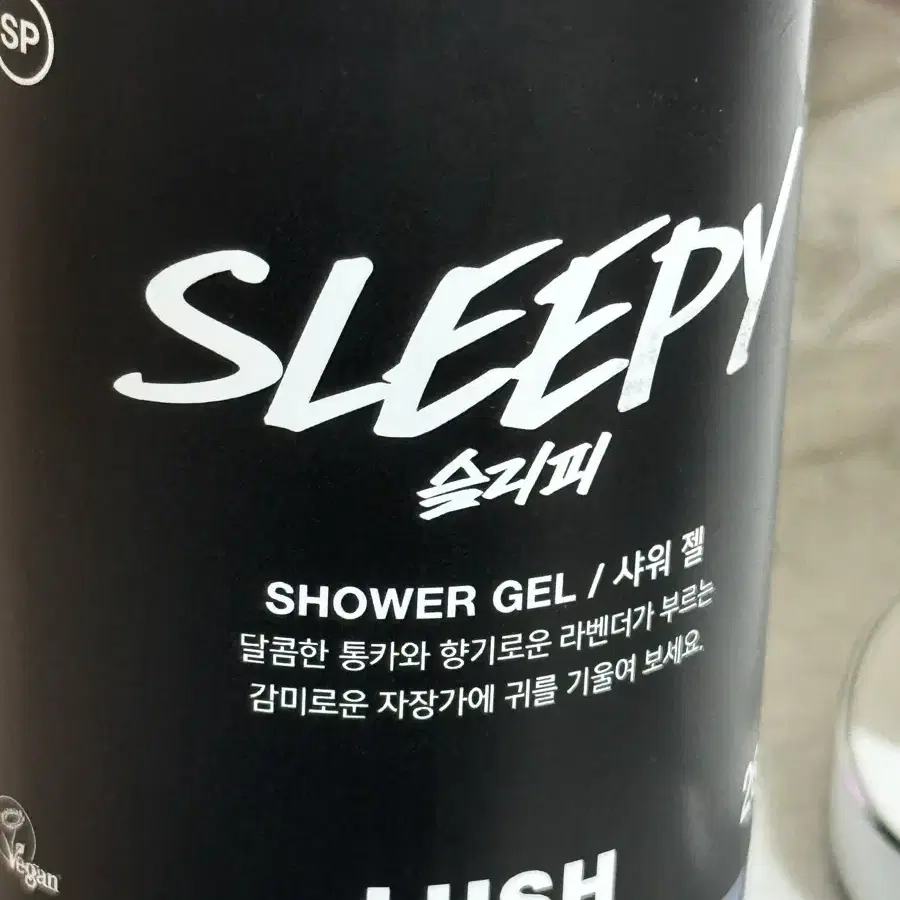 SP
SLEEPY
슬리피
SHOWER GEL / 샤워 젤
달콤한 통카와 향기로운 라벤더가 부르는
감미로운 자장가에 귀를 기울여 보세요.
Vegan
LUSH